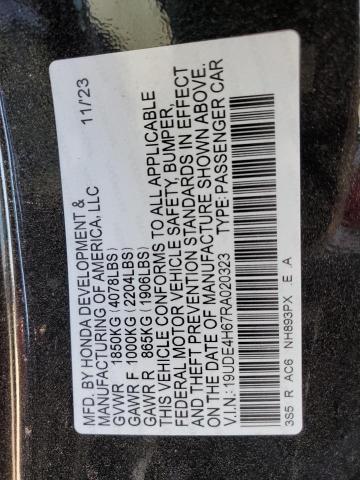 MFD. BY HONDA DEVELOPMENT &
MANUFACTURING OF AMERICA, LLC 11/23
GVWR 1850KG (4078LBS)
GAWR F 1000KG (2204LBS)
GAWR R 865KG (1906LBS)
THIS VEHICLE CONFORMS TO ALL APPLICABLE
FEDERAL MOTOR VEHICLE SAFETY, BUMPER,
AND THEFT PREVENTION STANDARDS IN EFFECT
ON THE DATE OF MANUFACTURE SHOWN ABOVE.
V.I.N.:19UDE4H67RA020323 TYPE:PASSENGER CAR
3S5 R AC6 NH893PX E A